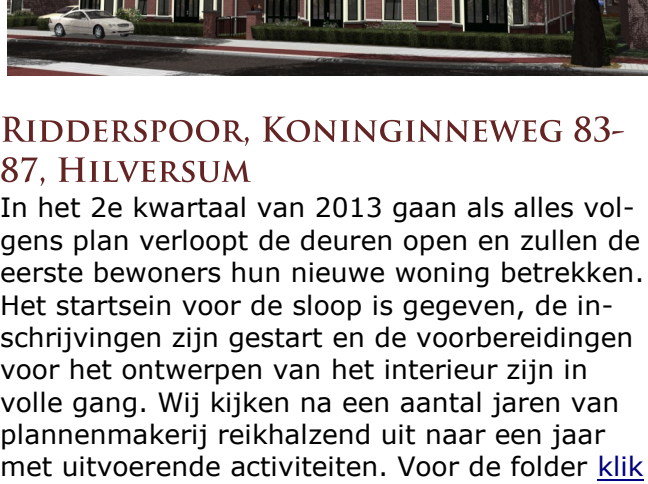 Ridderspoor, Koninginneweg 83-
87, Hilversum
In het 2e kwartaal van 2013 gaan als alles vol-
gens plan verloopt de deuren open en zullen de
eerste bewoners hun nieuwe woning betrekken.
Het startsein voor de sloop is gegeven, de in-
schrijvingen zijn gestart en de voorbereidingen
voor het ontwerpen van het interieur zijn in
volle gang. Wij kijken na een aantal jaren van
plannenmakerij reikhalzend uit naar een jaar
met uitvoerende activiteiten. Voor de folder klik